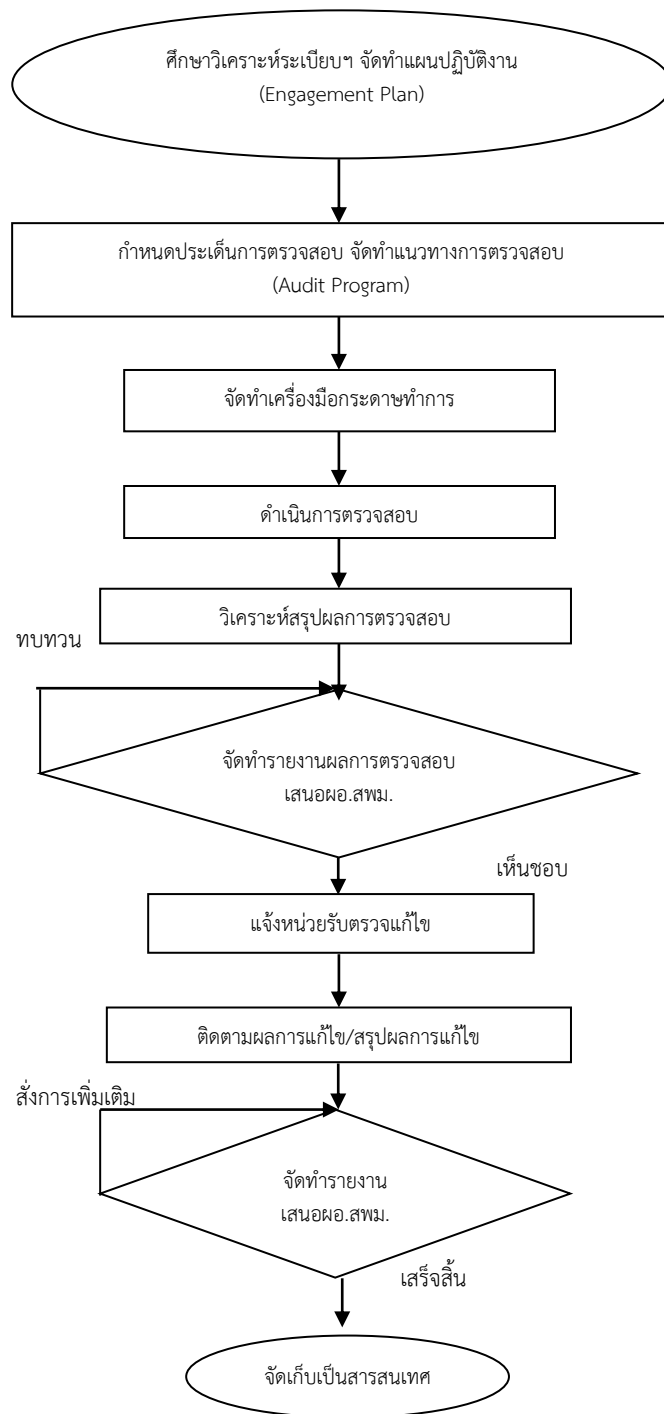 ศึกษาวิเคราะห์ระเบียบฯ จัดทำแผนปฏิบัติงาน
(Engagement Plan)
กำหนดประเด็นการตรวจสอบ จัดทำแนวทางการตรวจสอบ
(Audit Program)
จัดทำเครื่องมือกระดาษทำการ
ดำเนินการตรวจสอบ
วิเคราะห์สรุปผลการตรวจสอบ
ทบทวน
จัดทำรายงานผลการตรวจสอบ
เสนอผอ.สพม.
เห็นชอบ
แจ้งหน่วยรับตรวจแก้ไข
ติดตามผลการแก้ไข/สรุปผลการแก้ไข
สั่งการเพิ่มเติม
จัดทำรายงาน
เสนอผอ.สพม.
เสร็จสิ้น
จัดเก็บเป็นสารสนเทศ